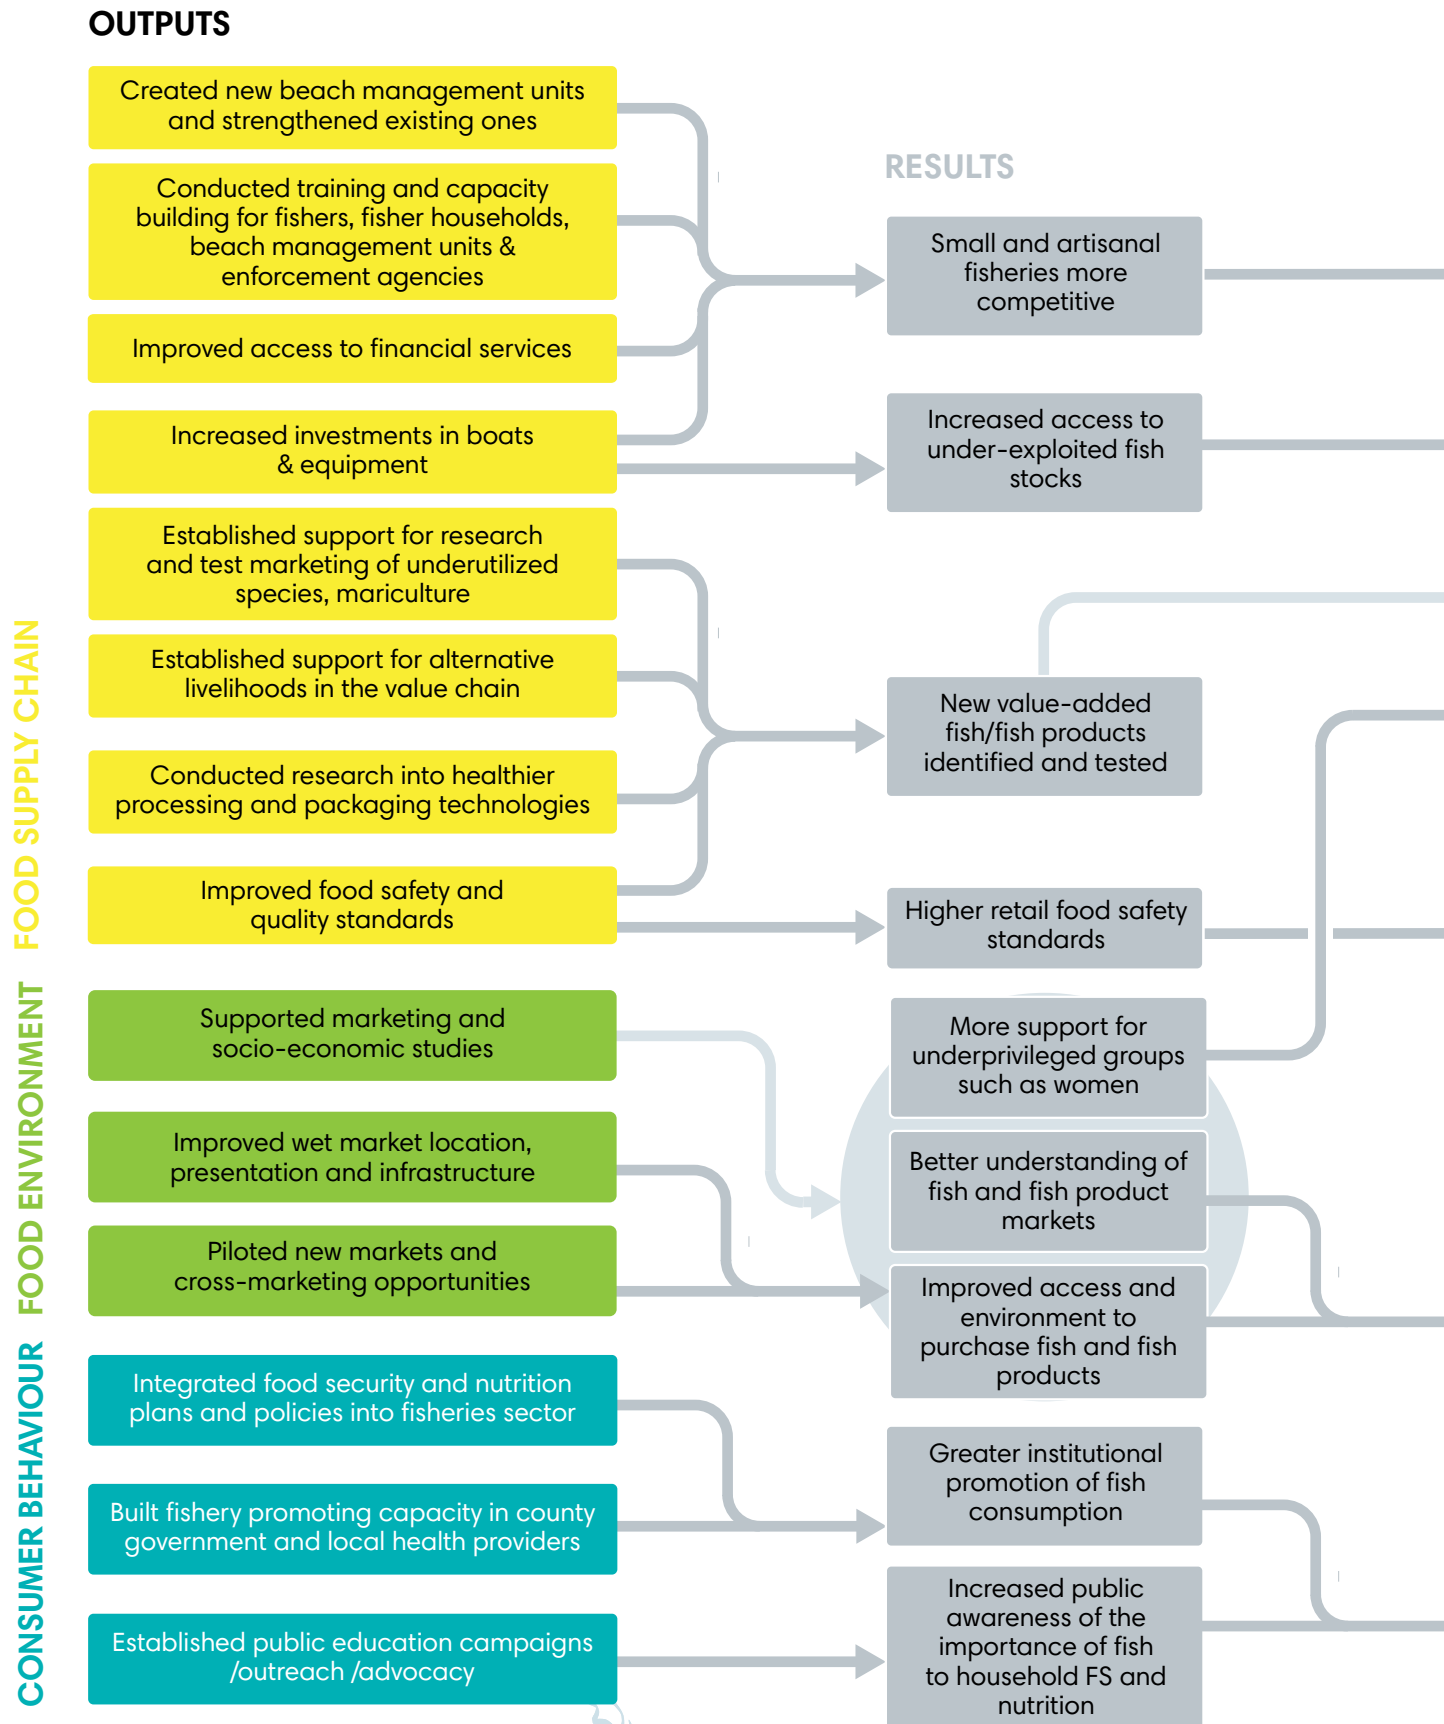 OUTPUTS
Created new beach management units
and strengthened existing ones
Conducted training and capacity
building for fishers, fisher households,
beach management units &
enforcement agencies
Improved access to financial services
Increased investments in boats
& equipment
Established support for research
and test marketing of underutilized
species, mariculture
Established support for alternative
livelihoods in the value chain
Conducted research into healthier
processing and packaging technologies
Improved food safety and
quality standards
FOOD SUPPLY CHAIN
Supported marketing and
socio-economic studies
Improved wet market location,
presentation and infrastructure
Piloted new markets and
cross-marketing opportunities
FOOD ENVIRONMENT
Integrated food security and nutrition
plans and policies into fisheries sector
Built fishery promoting capacity in county
government and local health providers
Established public education campaigns
/outreach /advocacy
CONSUMER BEHAVIOUR
RESULTS
Small and artisanal
fisheries more
competitive
Increased access to
under-exploited fish
stocks
New value-added
fish/fish products
identified and tested
Higher retail food safety
standards
More support for
underprivileged groups
such as women
Better understanding of
fish and fish product
markets
Improved access and
environment to
purchase fish and fish
products
Greater institutional
promotion of fish
consumption
Increased public
awareness of the
importance of fish
to household FS and
nutrition